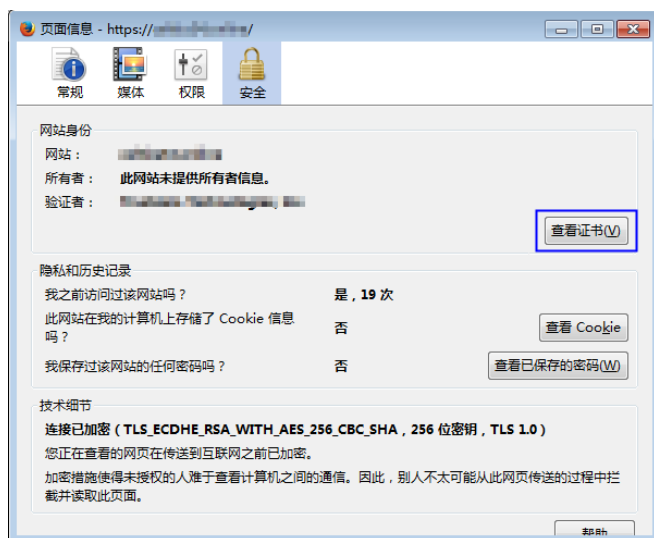 页面信息 - https:// /
常规 媒体 权限 安全
网站身份
网站：
所有者： 此网站未提供所有者信息。
验证者：
查看证书(V)
隐私和历史记录
我之前访问过该网站吗？ 是，19 次
此网站在我的计算机上存储了 Cookie 信息
吗？
否 查看 Cookie
我保存过该网站的任何密码吗？ 否 查看已保存的密码(W)
技术细节
连接已加密（TLS_ECDHE_RSA_WITH_AES_256_CBC_SHA，256 位密钥，TLS 1.0）
您正在查看的网页在传送到互联网之前已加密。
加密措施使得未授权的人难于查看计算机之间的通信。因此，别人不太可能从此网页传送的过程中拦
截并读取此页面。
帮助